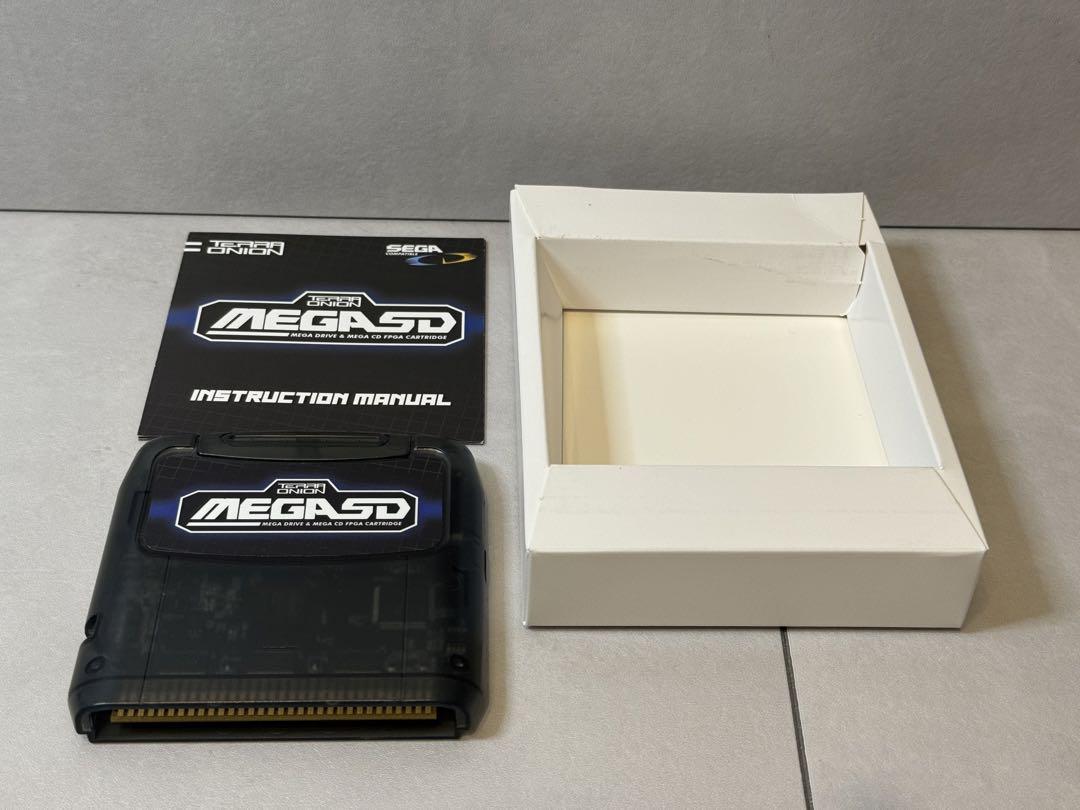 TERRA
ONION
SEGA
COMPATIBLE
TERRA
ONION
MEGASD
MEGA DRIVE & MEGA CD FPGA CARTRIDGE
INSTRUCTION MANUAL
TERRA
ONION
MEGASD
MEGA DRIVE & MEGA CD FPGA CARTRIDGE